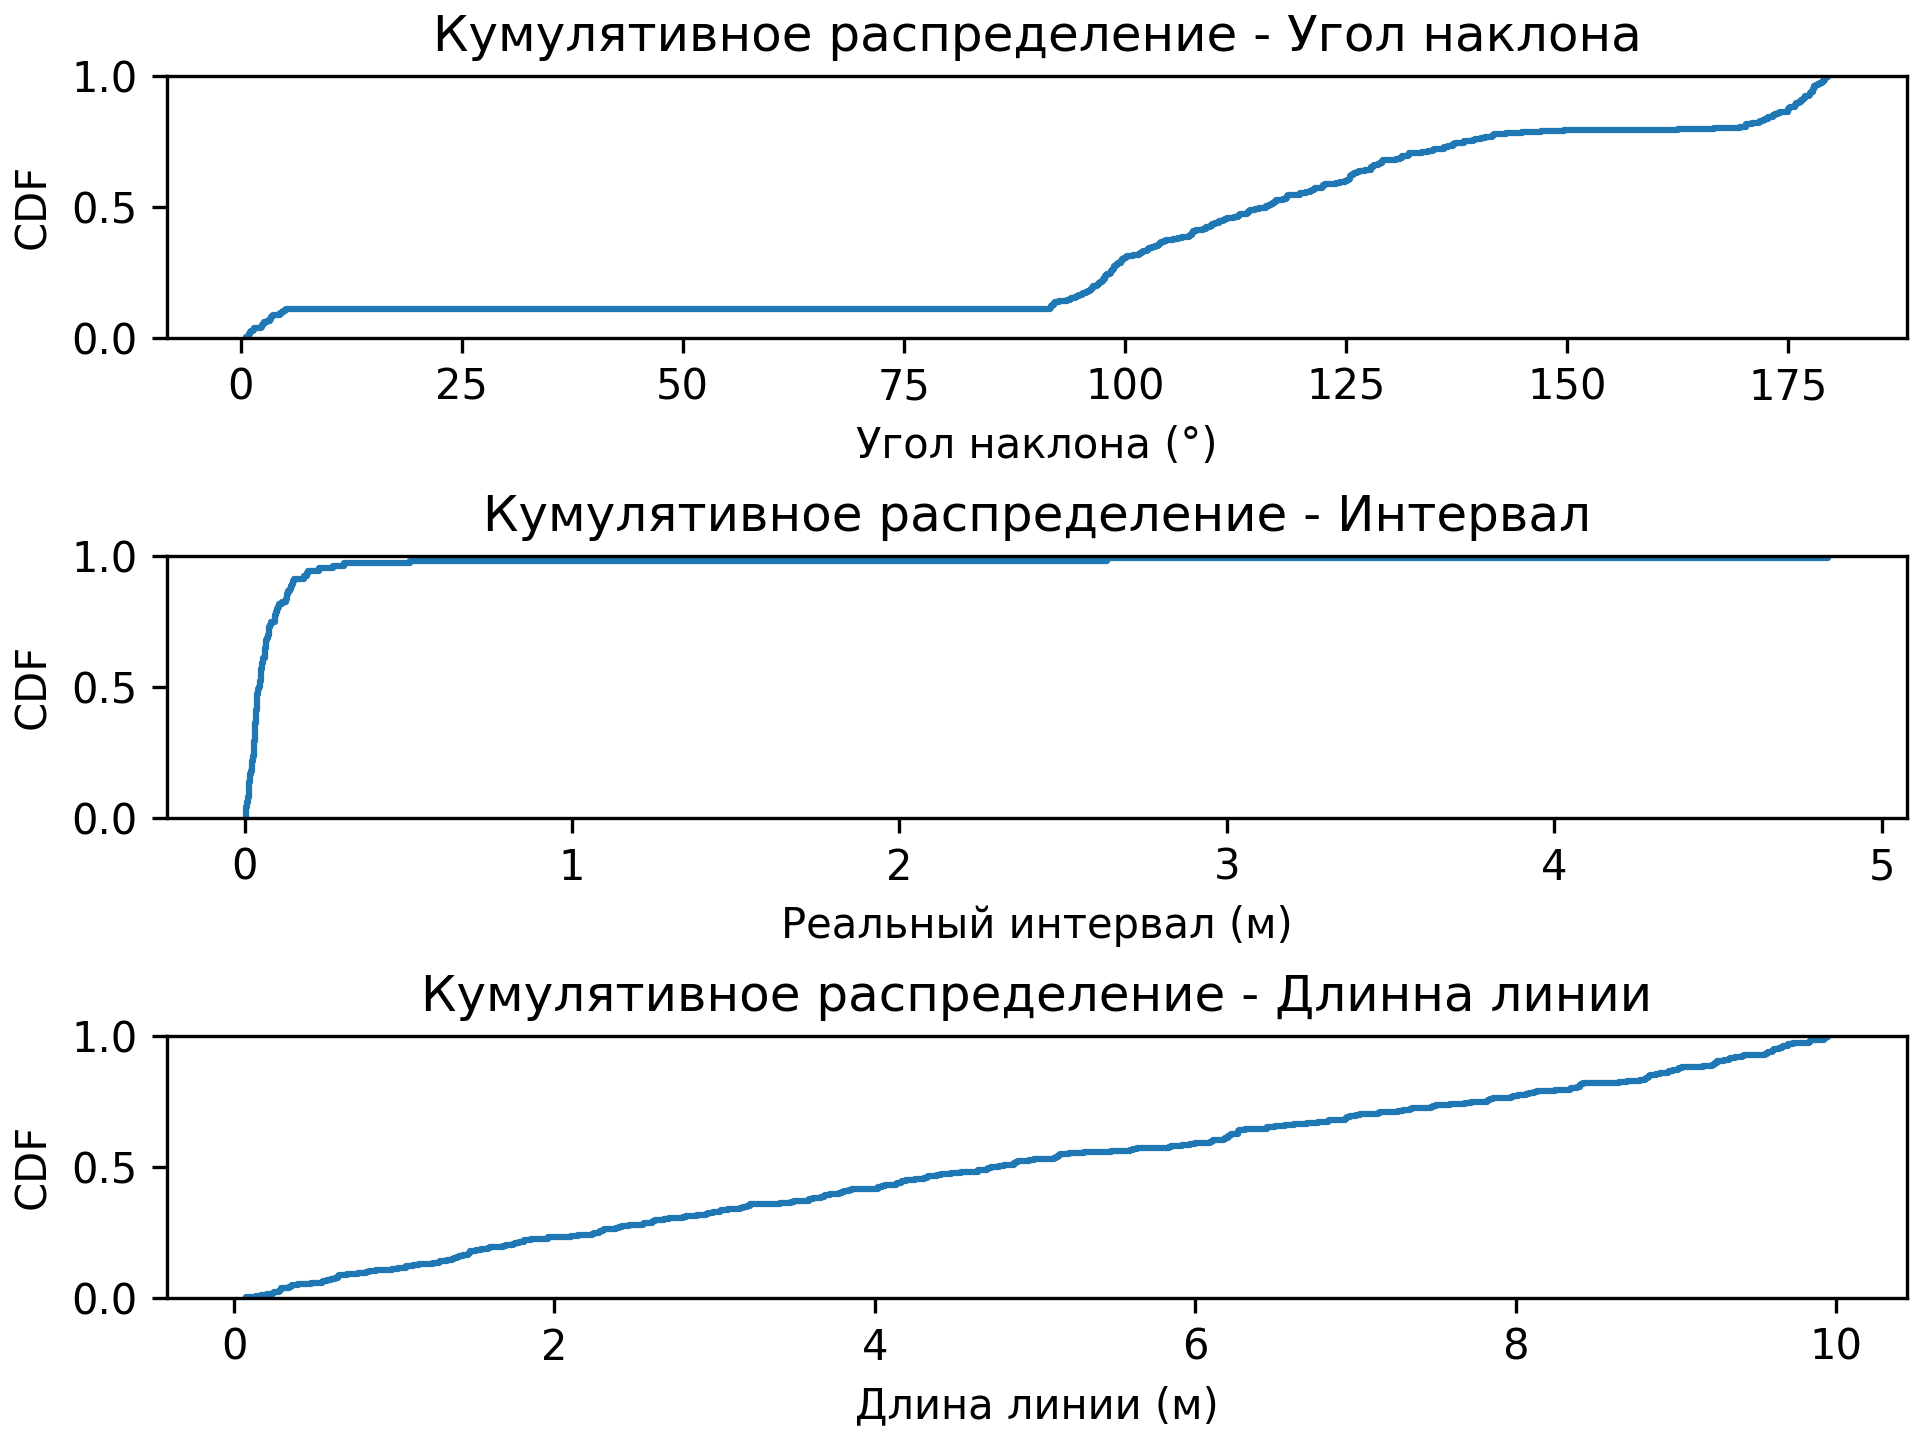 Кумулятивное распределение - Угол наклона
1.0
0.5
0.0
CDF
0 25 50 75 100 125 150 175
Угол наклона (°)
Кумулятивное распределение - Интервал
1.0
0.5
0.0
CDF
0 1 2 3 4 5
Реальный интервал (м)
Кумулятивное распределение - Длинна линии
1.0
0.5
0.0
CDF
0 2 4 6 8 10
Длина линии (м)